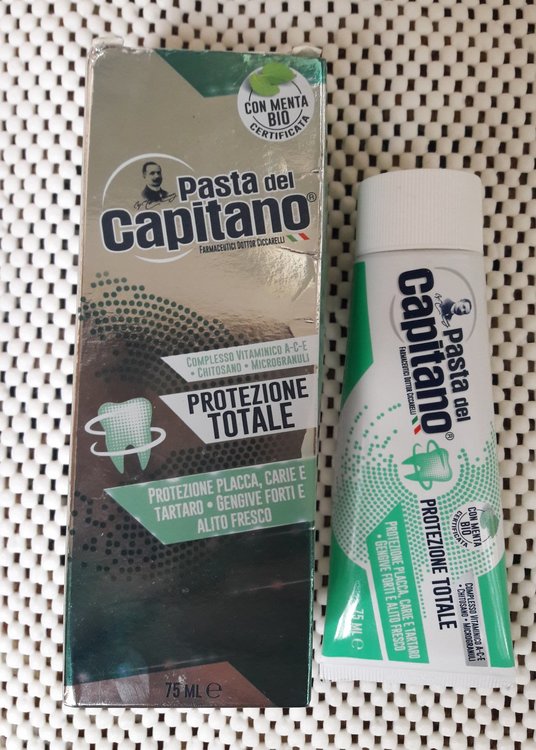 CON MENTA
BIO
CERTIFICATA
Pasta del
Capitano®
FARMACEUTICI DOTTOR CICCARELLI
COMPLESSO VITAMINICO A-C-E
• CHITOSANO • MICROGRANULI
PROTEZIONE
TOTALE
PROTEZIONE PLACCA, CARIE E
TARTARO • GENGIVE FORTI E
ALITO FRESCO
75 ML e
Pasta del
Capitano®
FARMACEUTICI DOTTOR CICCARELLI
PROTEZIONE TOTALE
CON MENTA
BIO
CERTIFICATA
COMPLESSO VITAMINICO A-C-E
• CHITOSANO • MICROGRANULI
PROTEZIONE PLACCA, CARIE E TARTARO
• GENGIVE FORTI E ALITO FRESCO
75 ML e